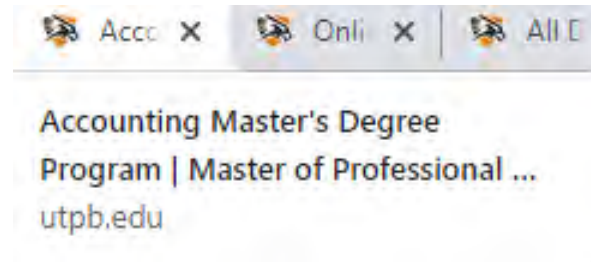 Acc Onli All
Accounting Master's Degree
Program | Master of Professional ...
utpb.edu